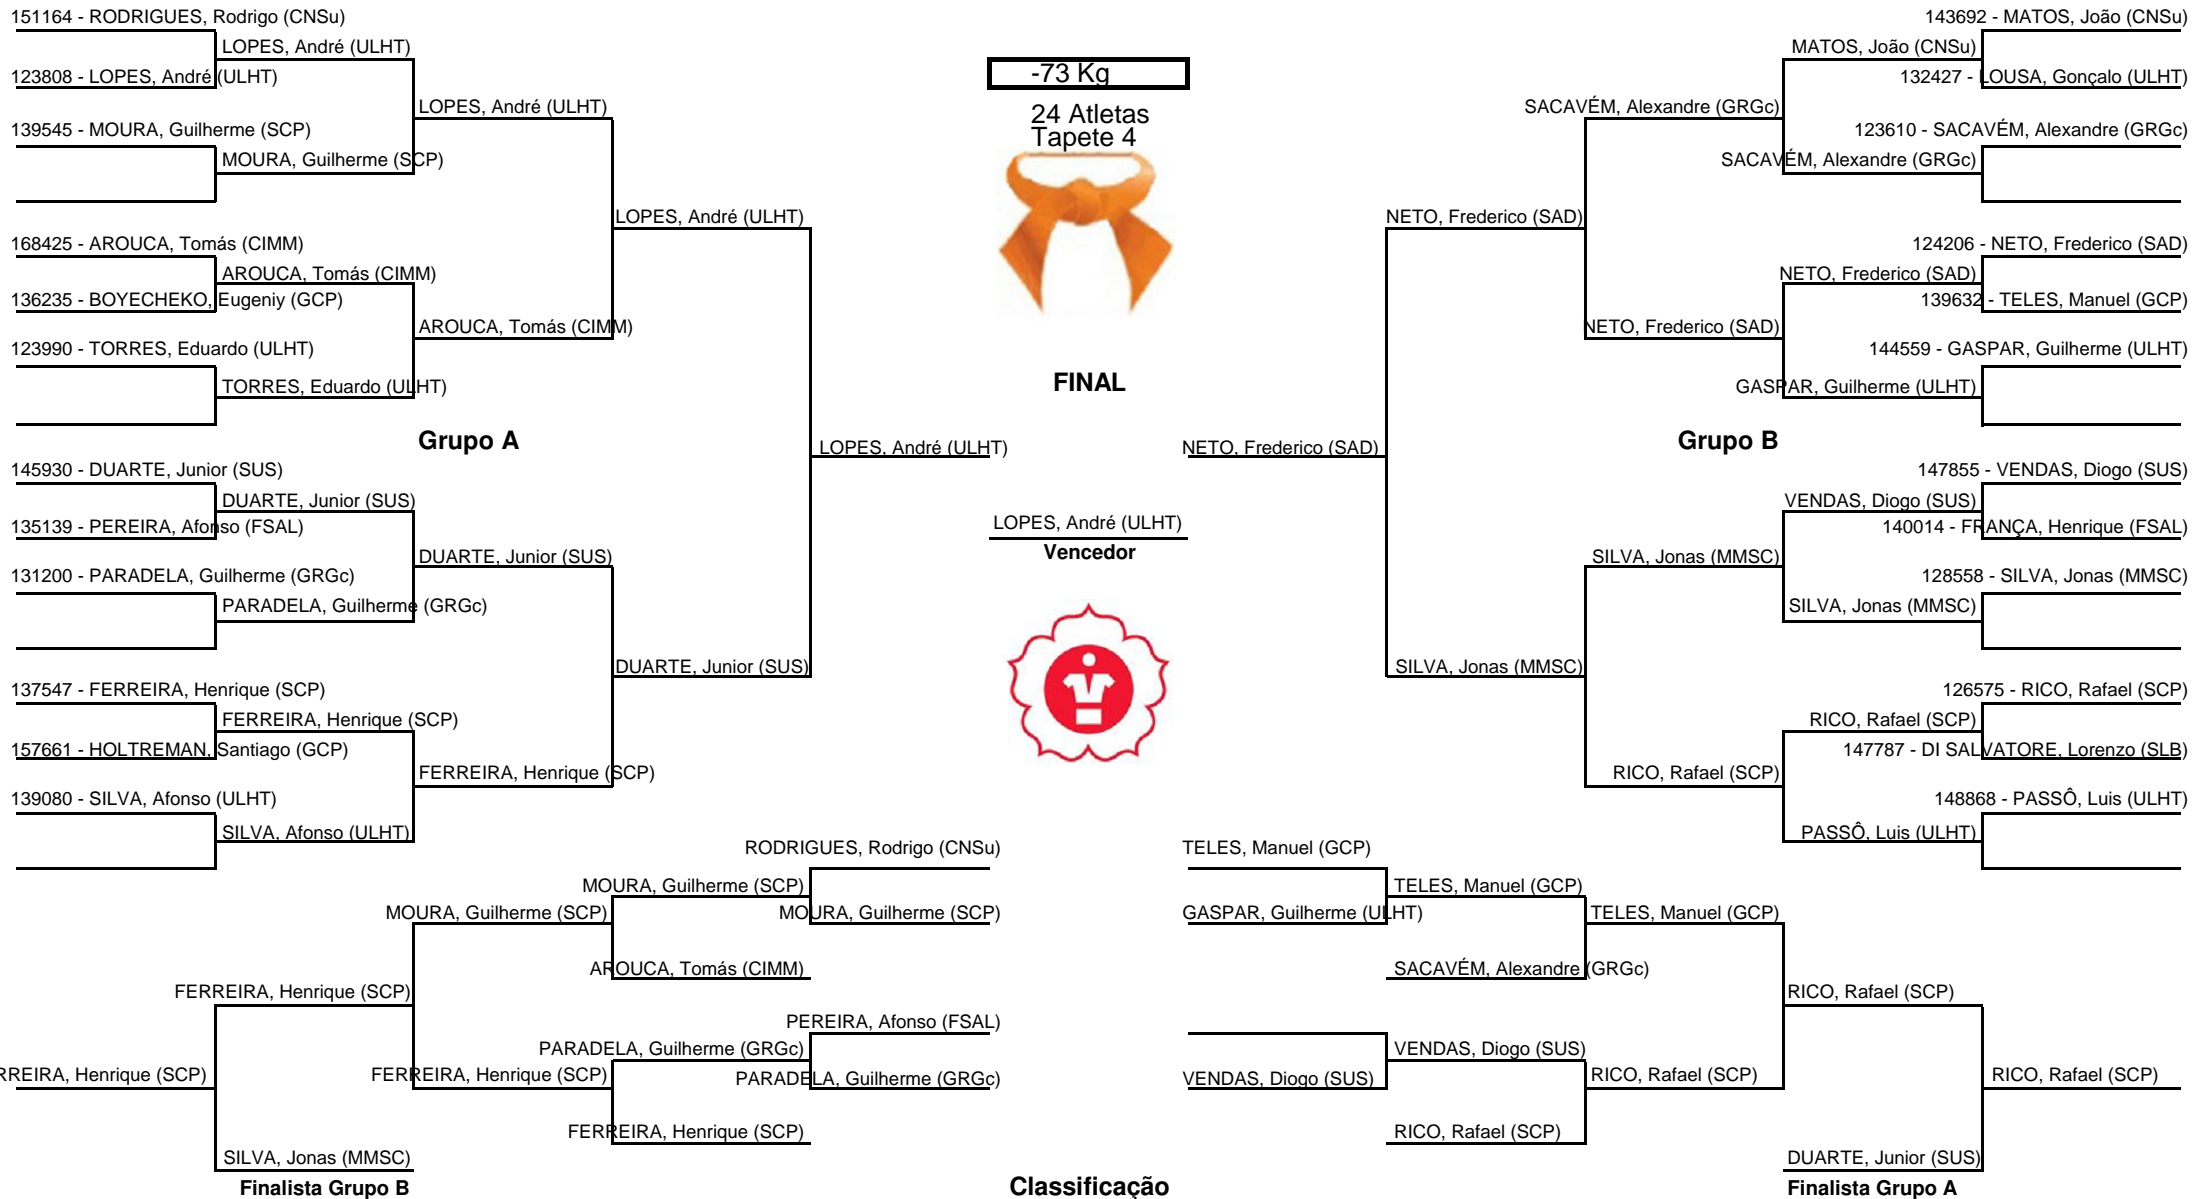 151164 - RODRIGUES, Rodrigo (CNSu)
LOPES, André (ULHT)
123808 - LOPES, André (ULHT)
LOPES, André (ULHT)
139545 - MOURA, Guilherme (SCP)
MOURA, Guilherme (SCP)
LOPES, André (ULHT)
168425 - AROUCA, Tomás (CIMM)
AROUCA, Tomás (CIMM)
136235 - BOYECHEKO, Eugeniy (GCP)
AROUCA, Tomás (CIMM)
123990 - TORRES, Eduardo (ULHT)
TORRES, Eduardo (ULHT)
Grupo A
LOPES, André (ULHT)
145930 - DUARTE, Junior (SUS)
DUARTE, Junior (SUS)
135139 - PEREIRA, Afonso (FSAL)
DUARTE, Junior (SUS)
131200 - PARADELA, Guilherme (GRGc)
PARADELA, Guilherme (GRGc)
DUARTE, Junior (SUS)
137547 - FERREIRA, Henrique (SCP)
FERREIRA, Henrique (SCP)
157661 - HOLTREMAN, Santiago (GCP)
FERREIRA, Henrique (SCP)
139080 - SILVA, Afonso (ULHT)
SILVA, Afonso (ULHT)
-73 Kg
24 Atletas
Tapete 4
FINAL
LOPES, André (ULHT)
Vencedor
143692 - MATOS, João (CNSu)
MATOS, João (CNSu)
132427 - LOUSA, Gonçalo (ULHT)
SACAVÉM, Alexandre (GRGc)
123610 - SACAVÉM, Alexandre (GRGc)
SACAVÉM, Alexandre (GRGc)
NETO, Frederico (SAD)
124206 - NETO, Frederico (SAD)
NETO, Frederico (SAD)
139632 - TELES, Manuel (GCP)
NETO, Frederico (SAD)
144559 - GASPAR, Guilherme (ULHT)
GASPAR, Guilherme (ULHT)
Grupo B
NETO, Frederico (SAD)
147855 - VENDAS, Diogo (SUS)
VENDAS, Diogo (SUS)
140014 - FRANÇA, Henrique (FSAL)
SILVA, Jonas (MMSC)
128558 - SILVA, Jonas (MMSC)
SILVA, Jonas (MMSC)
SILVA, Jonas (MMSC)
126575 - RICO, Rafael (SCP)
RICO, Rafael (SCP)
147787 - DI SALVATORE, Lorenzo (SLB)
RICO, Rafael (SCP)
148868 - PASSÔ, Luis (ULHT)
PASSÔ, Luis (ULHT)
RODRIGUES, Rodrigo (CNSu)
MOURA, Guilherme (SCP)
MOURA, Guilherme (SCP)
MOURA, Guilherme (SCP)
AROUCA, Tomás (CIMM)
FERREIRA, Henrique (SCP)
PEREIRA, Afonso (FSAL)
PARADELA, Guilherme (GRGc)
RREIRA, Henrique (SCP)
FERREIRA, Henrique (SCP)
PARADELA, Guilherme (GRGc)
FERREIRA, Henrique (SCP)
SILVA, Jonas (MMSC)
Finalista Grupo B
TELES, Manuel (GCP)
TELES, Manuel (GCP)
GASPAR, Guilherme (ULHT)
TELES, Manuel (GCP)
SACAVÉM, Alexandre (GRGc)
RICO, Rafael (SCP)
VENDAS, Diogo (SUS)
VENDAS, Diogo (SUS)
RICO, Rafael (SCP)
RICO, Rafael (SCP)
RICO, Rafael (SCP)
DUARTE, Junior (SUS)
Classificação
Finalista Grupo A